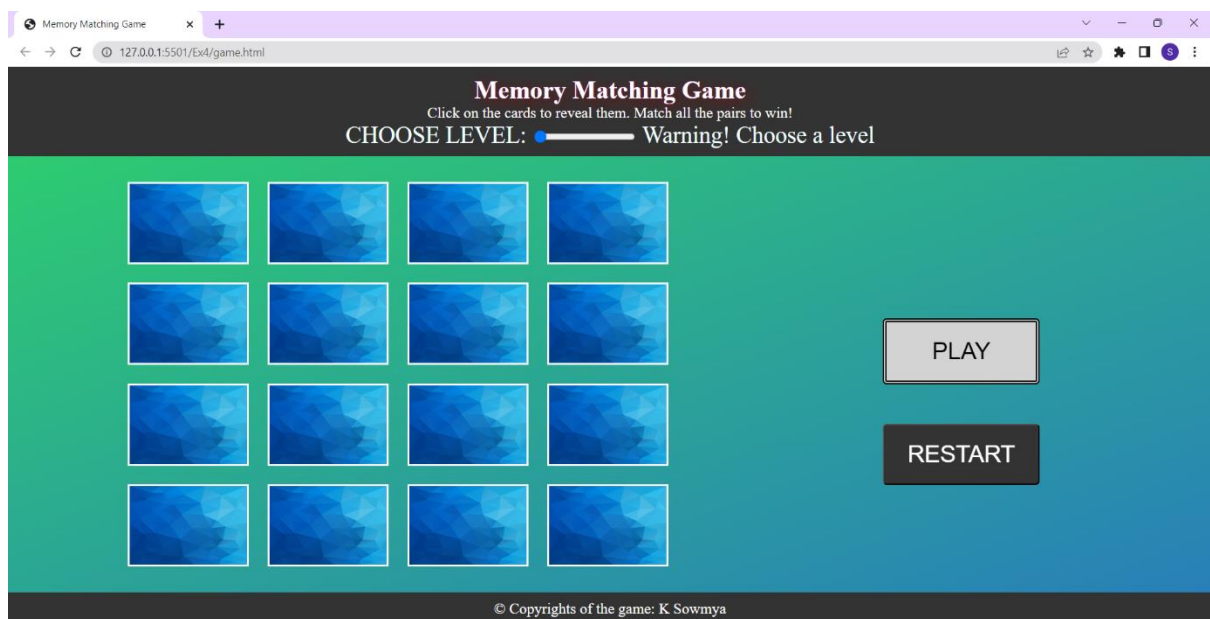 Memory Matching Game
127.0.0.1:5501/Ex4/game.html
S
Memory Matching Game
Click on the cards to reveal them. Match all the pairs to win!
CHOOSE LEVEL: Warning! Choose a level
PLAY
RESTART
© Copyrights of the game: K Sowmya